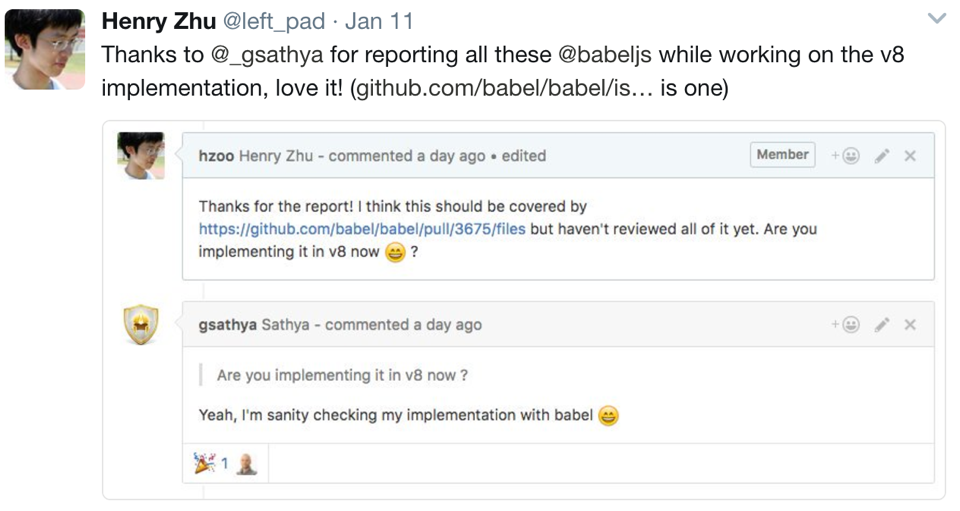 Henry Zhu @left_pad · Jan 11
Thanks to @_gsathya for reporting all these @babeljs while working on the v8
implementation, love it! (github.com/babel/babel/is… is one)
hzoo Henry Zhu - commented a day ago • edited
Member
Thanks for the report! I think this should be covered by
https://github.com/babel/babel/pull/3675/files but haven't reviewed all of it yet. Are you
implementing it in v8 now 😄 ?
gsathya Sathya - commented a day ago
Are you implementing it in v8 now ?
Yeah, I'm sanity checking my implementation with babel 😄
🎉 1